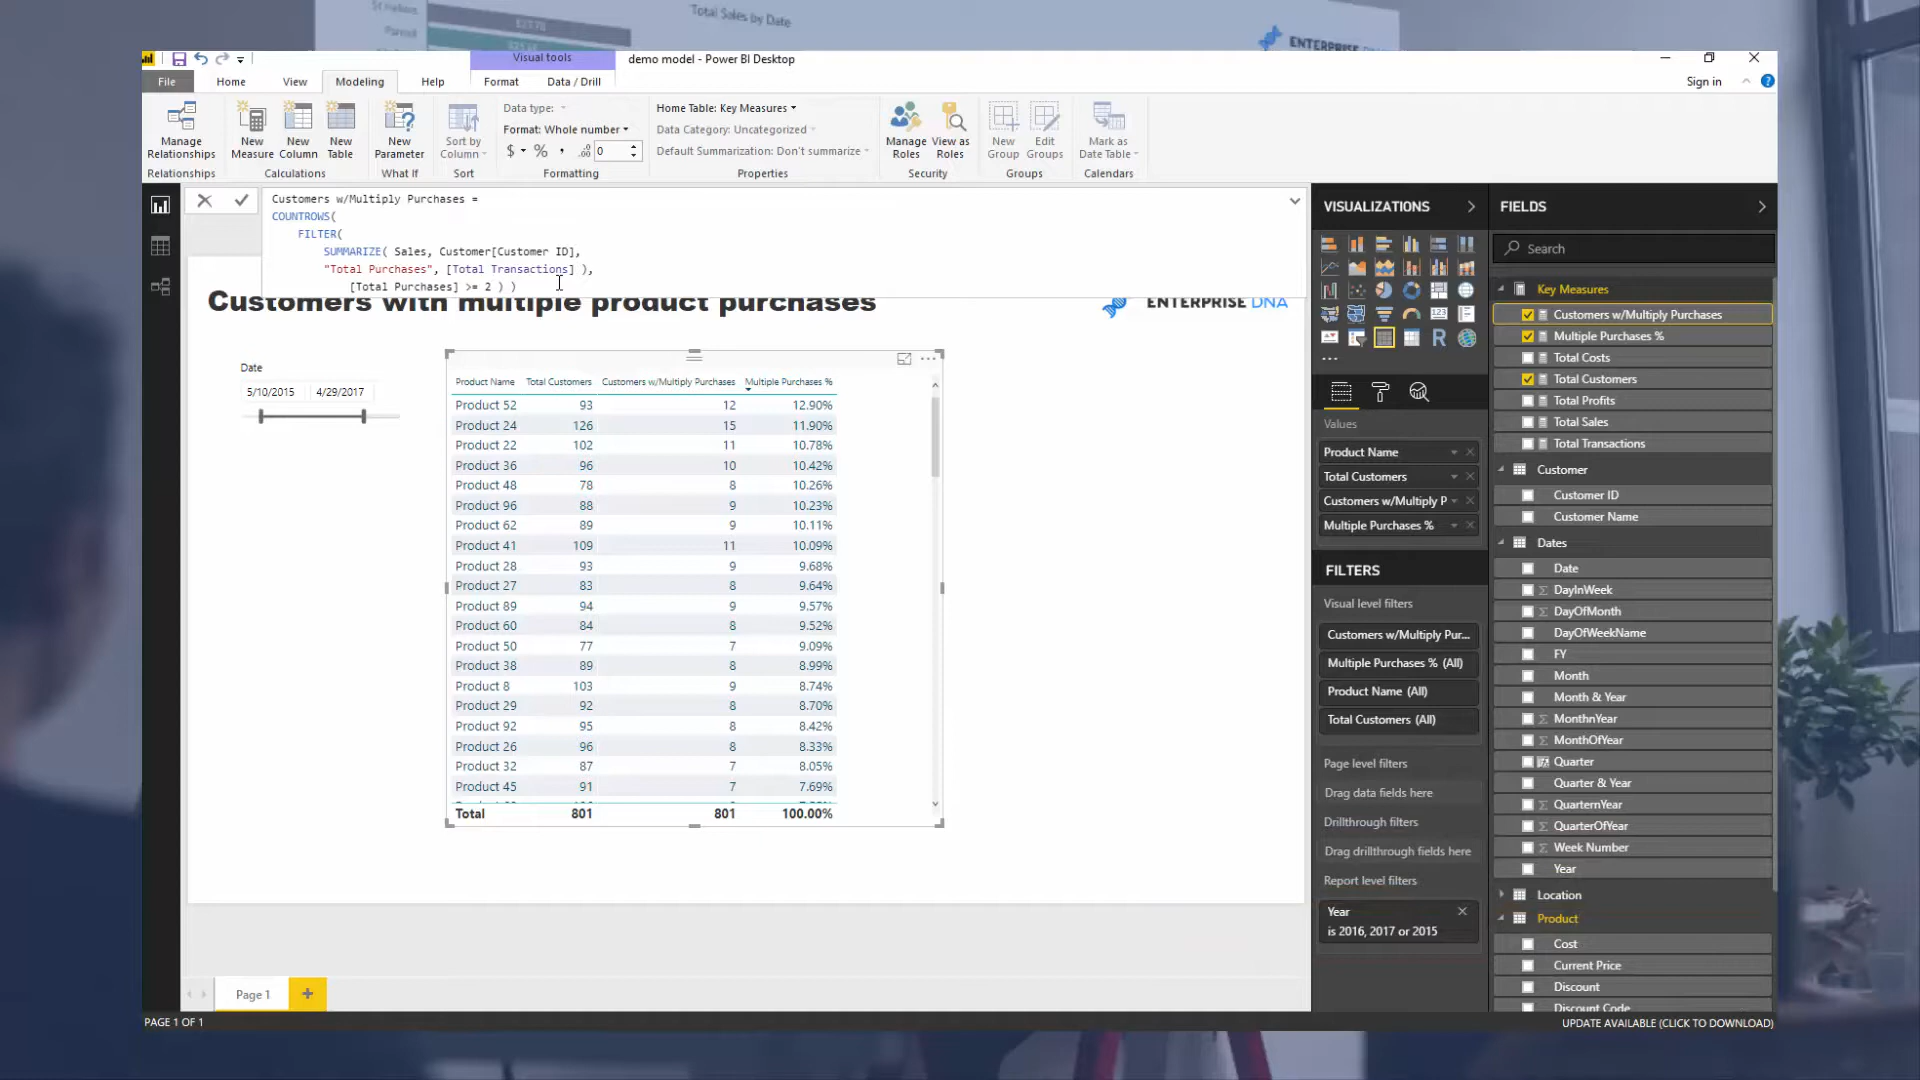 Total Sales by Date
ENTERPRISE DNA
Visual tools
demo model - Power BI Desktop
File
Home
View
Modeling
Help
Format
Data / Drill
Sign in
Manage Relationships
New Measure
New Column
New Table
New Parameter
Sort by Column
Data type:
Format: Whole number
$ % , 0
Home Table: Key Measures
Data Category: Uncategorized
Default Summarization: Don't summarize
Manage Roles
View as Roles
New Group
Edit Groups
Mark as Date Table
Relationships
Calculations
What If
Sort
Formatting
Properties
Security
Groups
Calendars
Customers w/Multiply Purchases =
COUNTROWS(
FILTER(
SUMMARIZE( Sales, Customer[Customer ID],
"Total Purchases", [Total Transactions] ),
[Total Purchases] >= 2 ) )
Customers with multiple product purchases
ENTERPRISE DNA
Date
5/10/2015 4/29/2017
Product Name Total Customers Customers w/Multiply Purchases Multiple Purchases %
Product 52 93 12 12.90%
Product 24 126 15 11.90%
Product 22 102 11 10.78%
Product 36 96 10 10.42%
Product 48 78 8 10.26%
Product 96 88 9 10.23%
Product 62 89 9 10.11%
Product 41 109 11 10.09%
Product 28 93 9 9.68%
Product 27 83 8 9.64%
Product 89 94 9 9.57%
Product 60 84 8 9.52%
Product 50 77 7 9.09%
Product 38 89 8 8.99%
Product 8 103 9 8.74%
Product 29 92 8 8.70%
Product 92 95 8 8.42%
Product 26 96 8 8.33%
Product 32 87 7 8.05%
Product 45 91 7 7.69%
Total 801 801 100.00%
VISUALIZATIONS
R
Values
Product Name
Total Customers
Customers w/Multiply P
Multiple Purchases %
FILTERS
Visual level filters
Customers w/Multiply Pur...
Multiple Purchases % (All)
Product Name (All)
Total Customers (All)
Page level filters
Drag data fields here
Drillthrough filters
Drag drillthrough fields here
Report level filters
Year
is 2016, 2017 or 2015
FIELDS
Search
Key Measures
Customers w/Multiply Purchases
Multiple Purchases %
Total Costs
Total Customers
Total Profits
Total Sales
Total Transactions
Customer
Customer ID
Customer Name
Dates
Date
DayInWeek
DayOfMonth
DayOfWeekName
FY
Month
Month & Year
MonthnYear
MonthOfYear
Quarter
Quarter & Year
QuarternYear
QuarterOfYear
Week Number
Year
Location
Product
Cost
Current Price
Discount
Discount Code
Page 1
PAGE 1 OF 1
UPDATE AVAILABLE (CLICK TO DOWNLOAD)